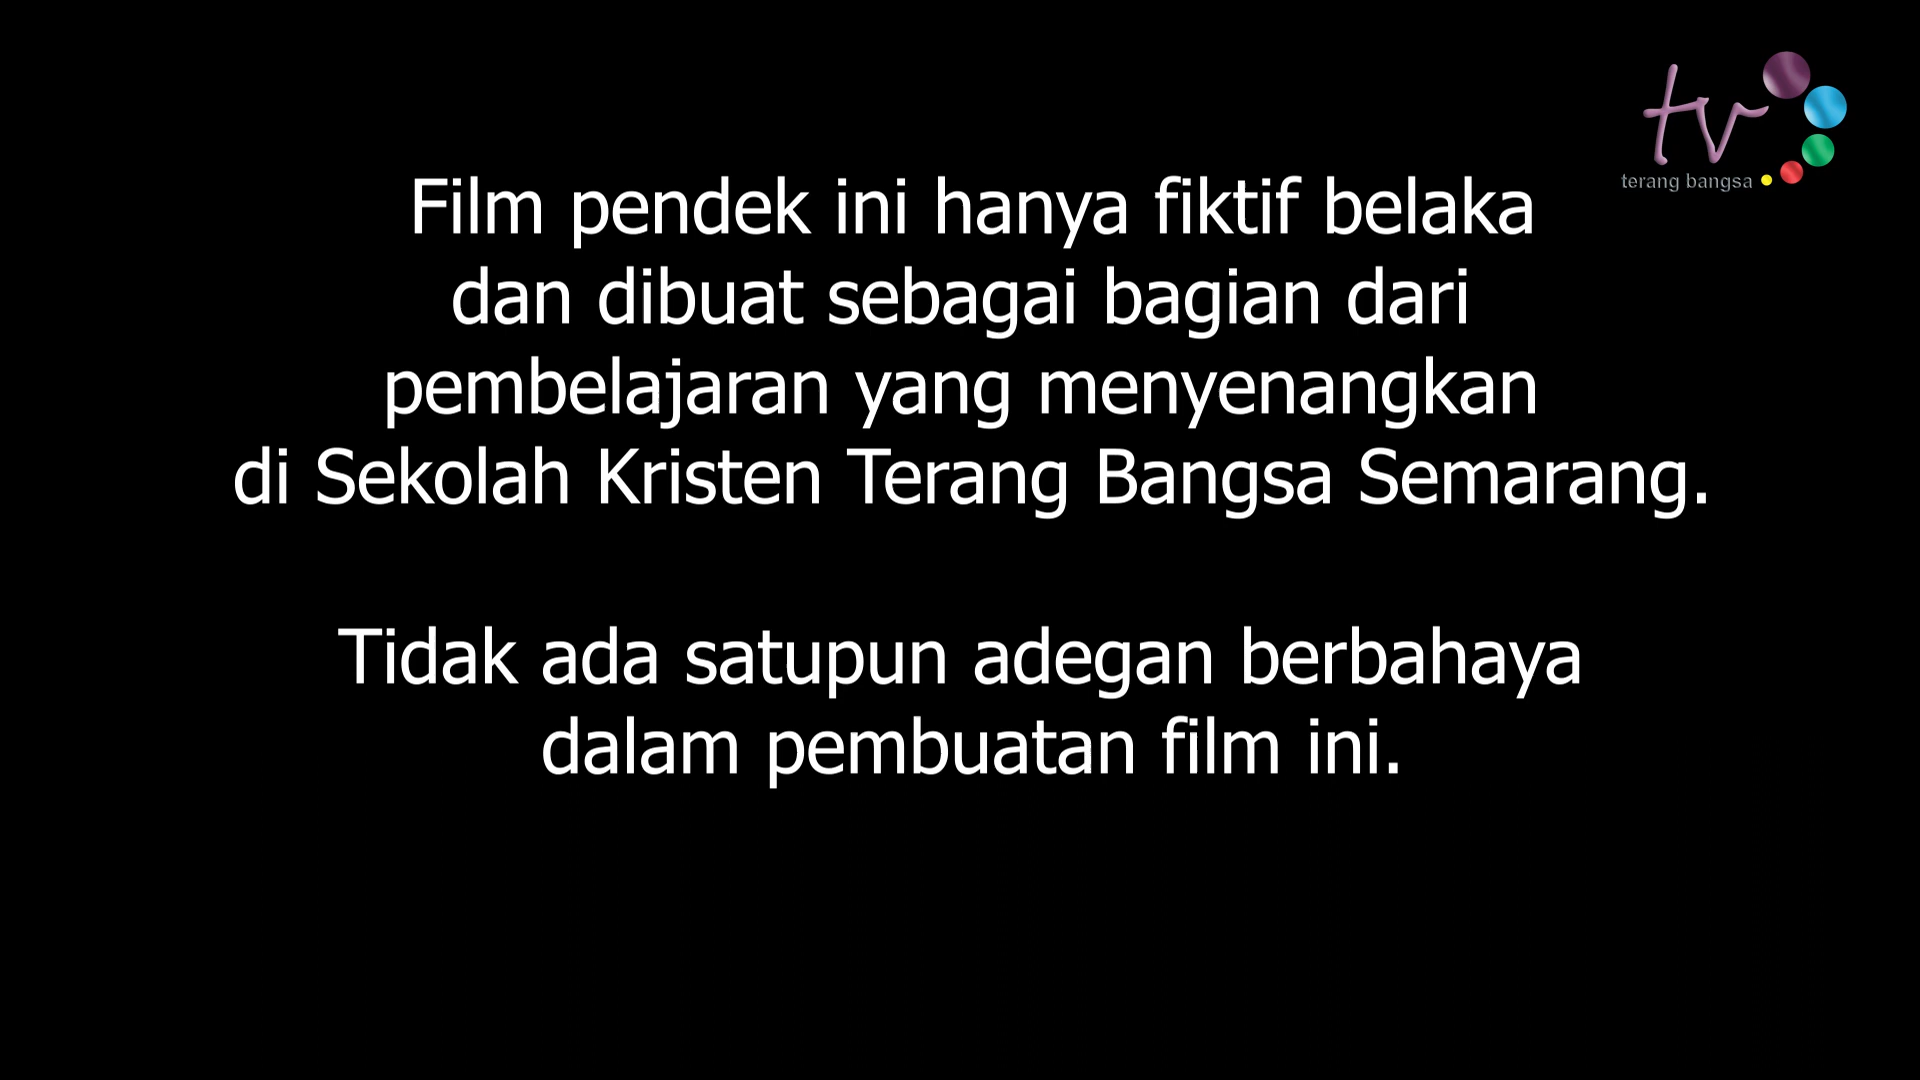 tv
terang bangsa
Film pendek ini hanya fiktif belaka
dan dibuat sebagai bagian dari
pembelajaran yang menyenangkan
di Sekolah Kristen Terang Bangsa Semarang.
Tidak ada satupun adegan berbahaya
dalam pembuatan film ini.